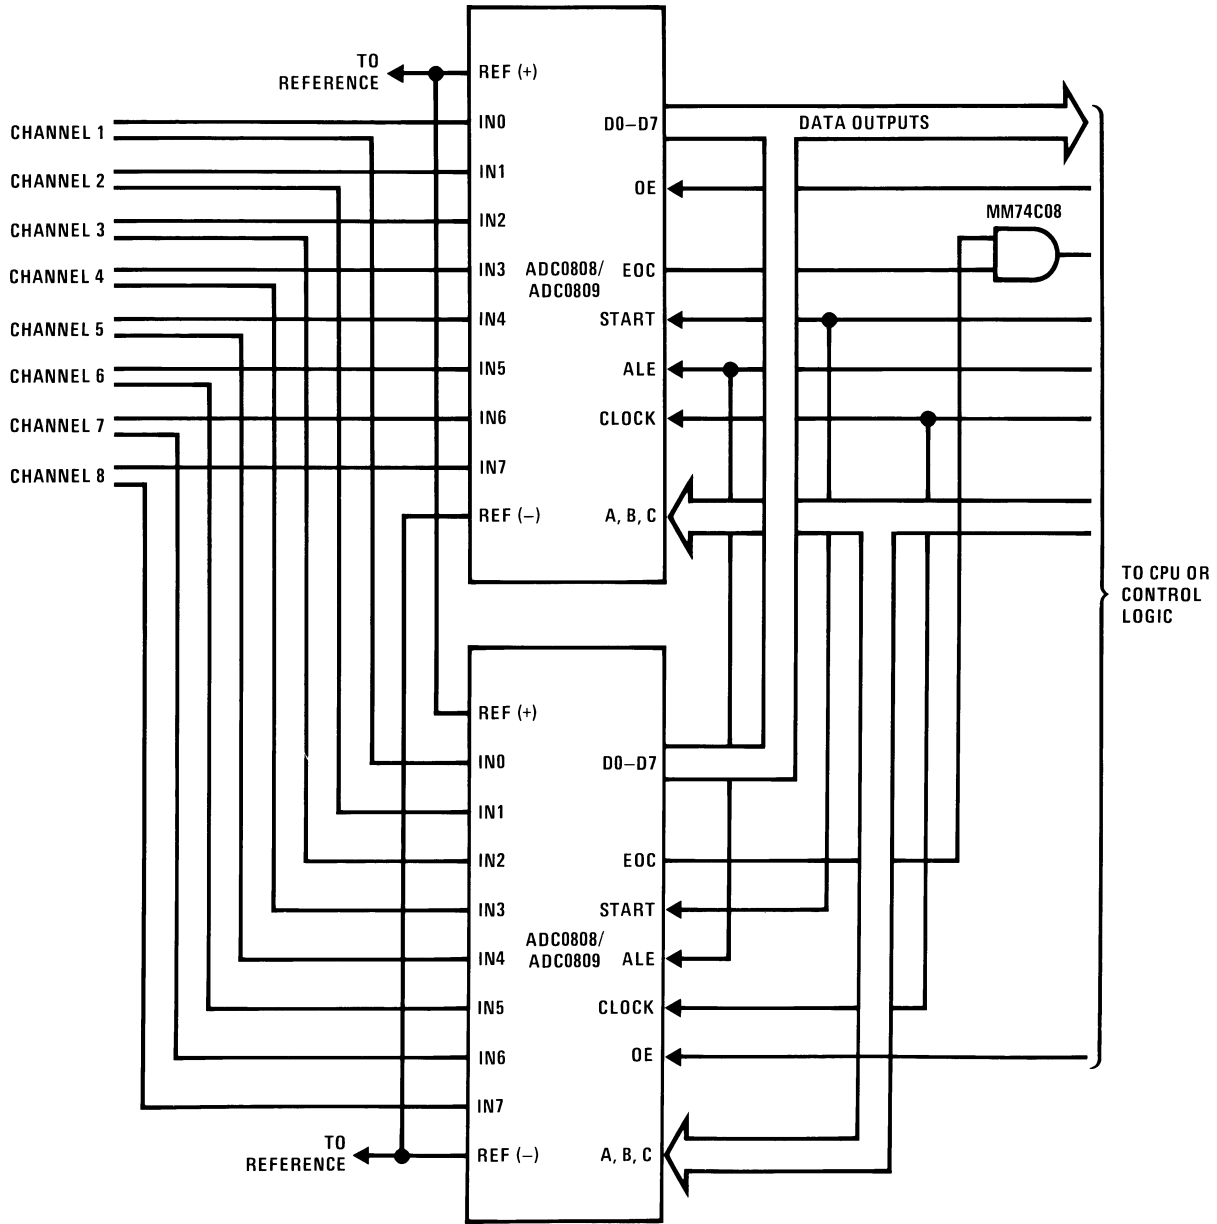 TO
REFERENCE
CHANNEL 1
CHANNEL 2
CHANNEL 3
CHANNEL 4
CHANNEL 5
CHANNEL 6
CHANNEL 7
CHANNEL 8
REF (+)
IN0
IN1
IN2
IN3
IN4
IN5
IN6
IN7
REF (−)
ADC0808/
ADC0809
D0–D7
OE
EOC
START
ALE
CLOCK
A, B, C
DATA OUTPUTS
MM74C08
TO CPU OR
CONTROL
LOGIC
REF (+)
IN0
IN1
IN2
IN3
IN4
IN5
IN6
IN7
REF (−)
ADC0808/
ADC0809
D0–D7
EOC
START
ALE
CLOCK
OE
A, B, C
TO
REFERENCE